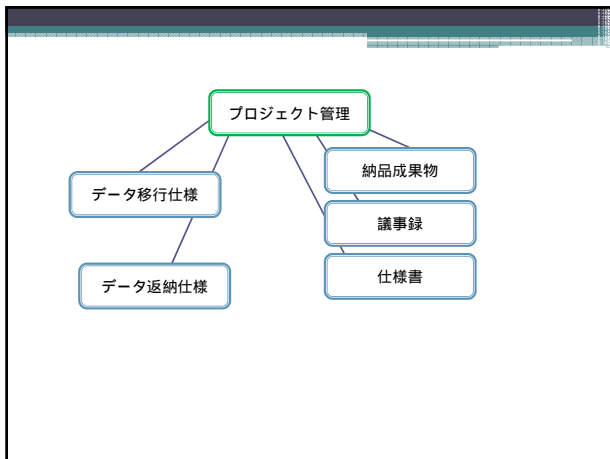 プロジェクト管理
納品成果物
データ移行仕様
議事録
仕様書
データ返納仕様